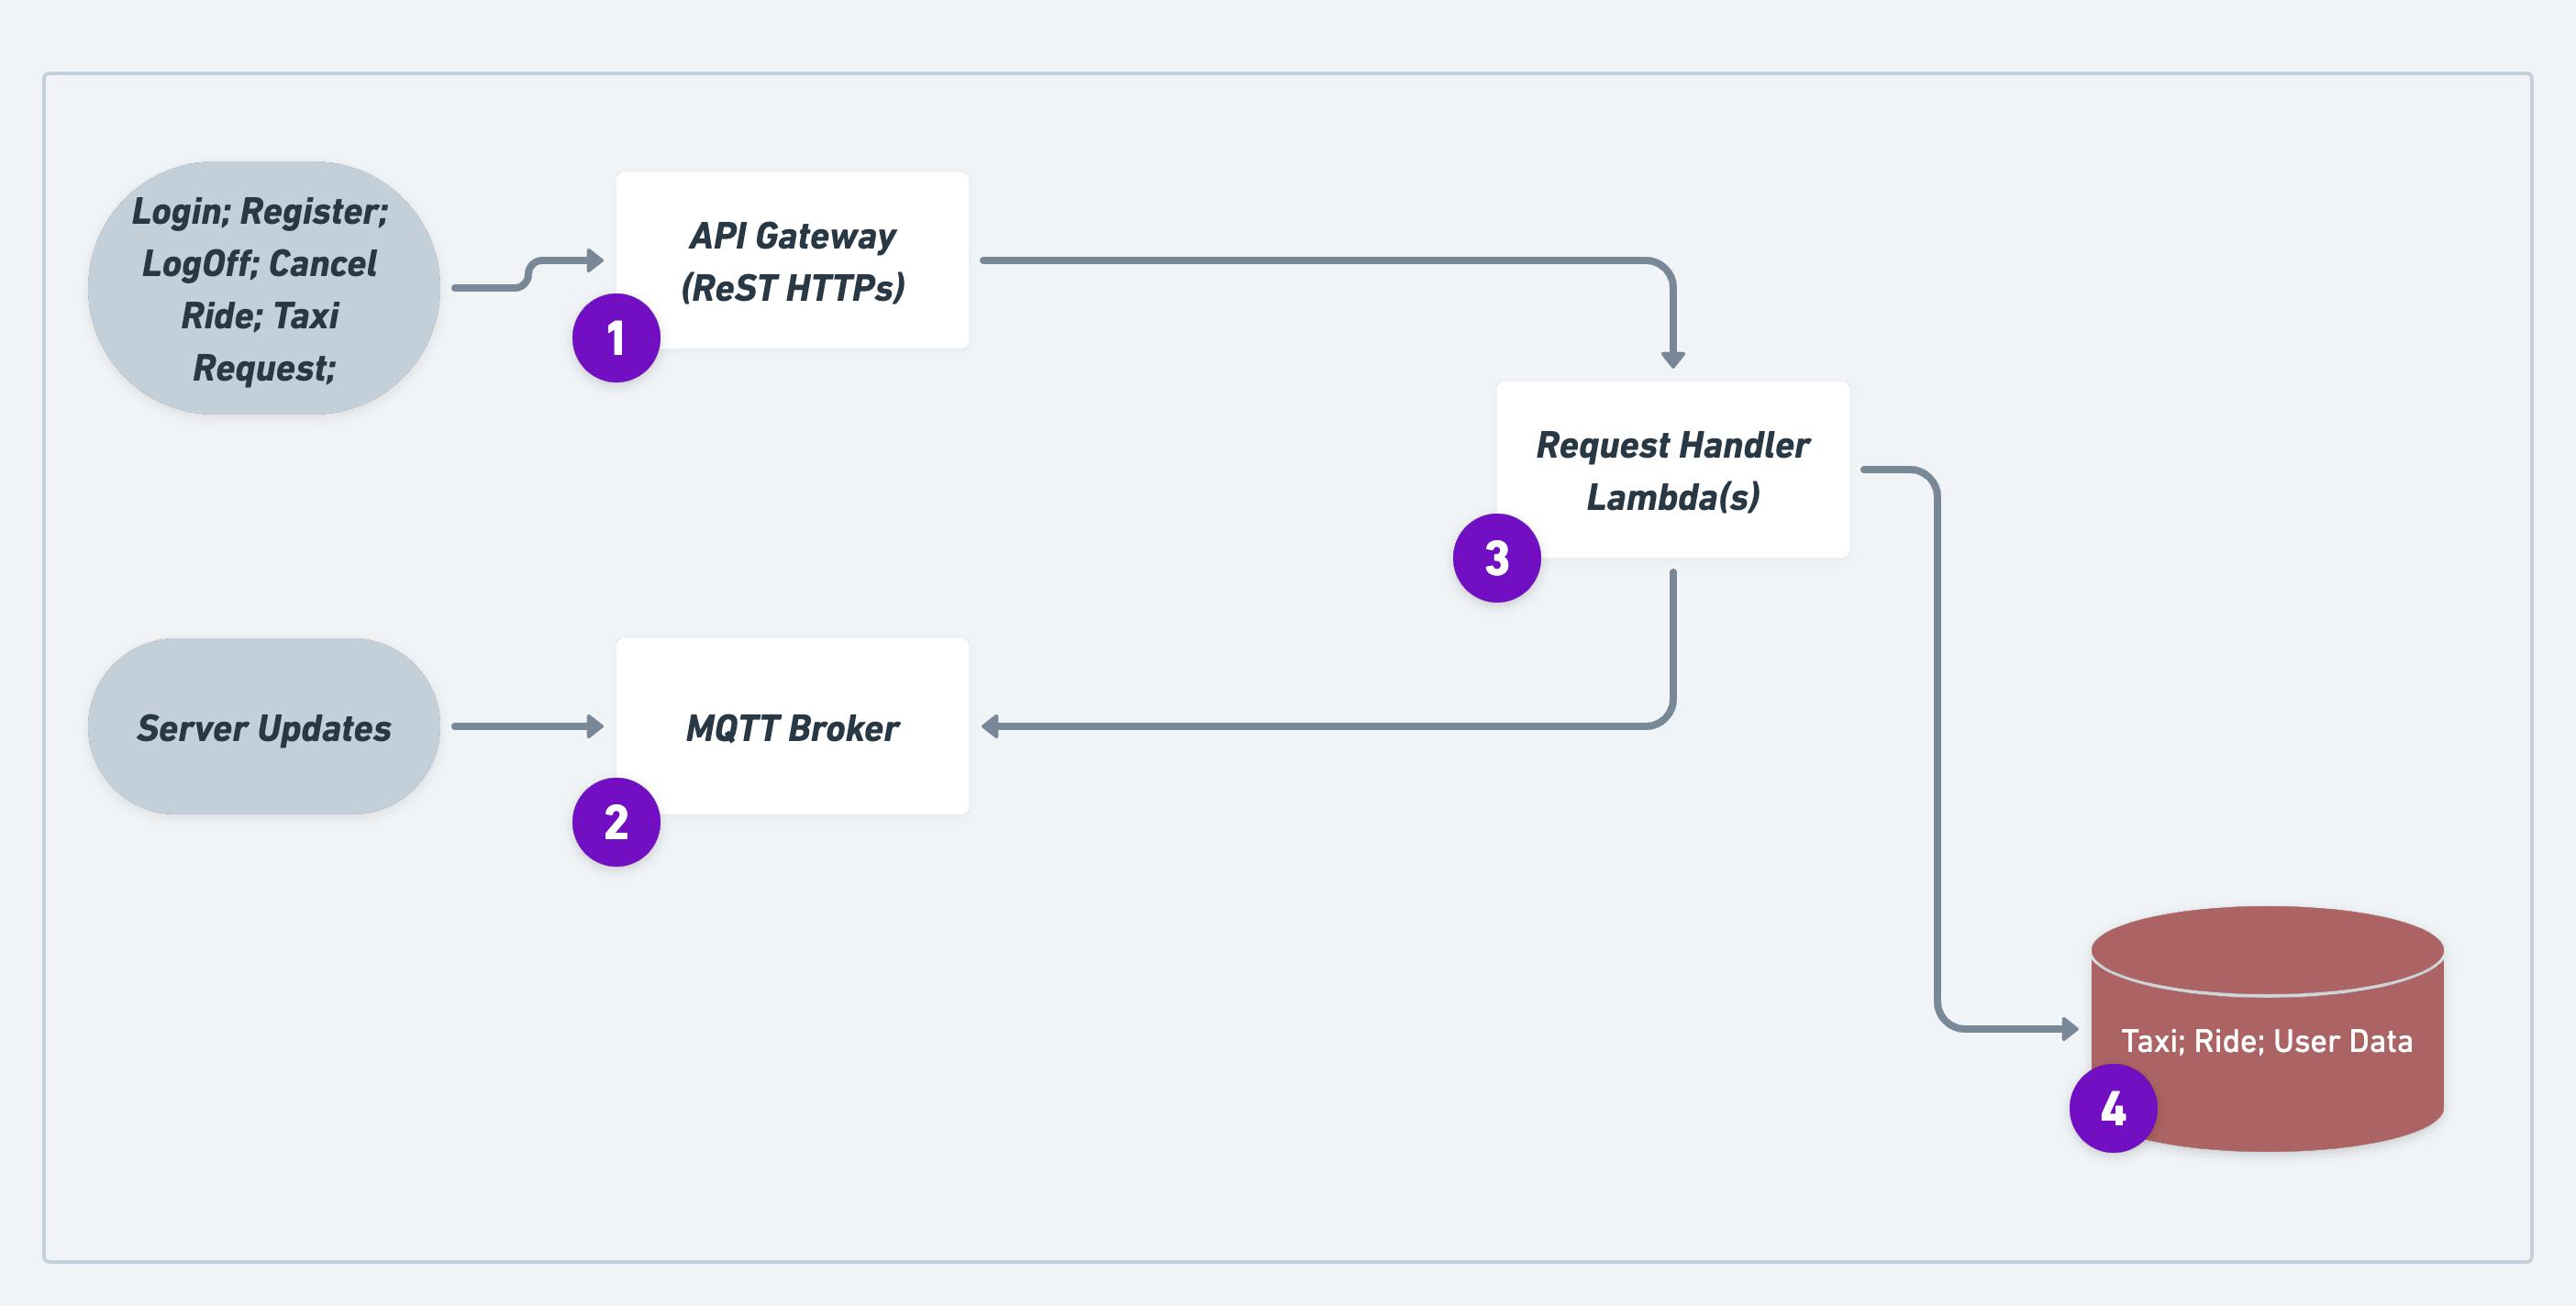 Login; Register;
LogOff; Cancel
Ride; Taxi
Request;
API Gateway
(ReST HTTPs)
1
Request Handler
Lambda(s)
3
Server Updates
MQTT Broker
2
Taxi; Ride; User Data
4